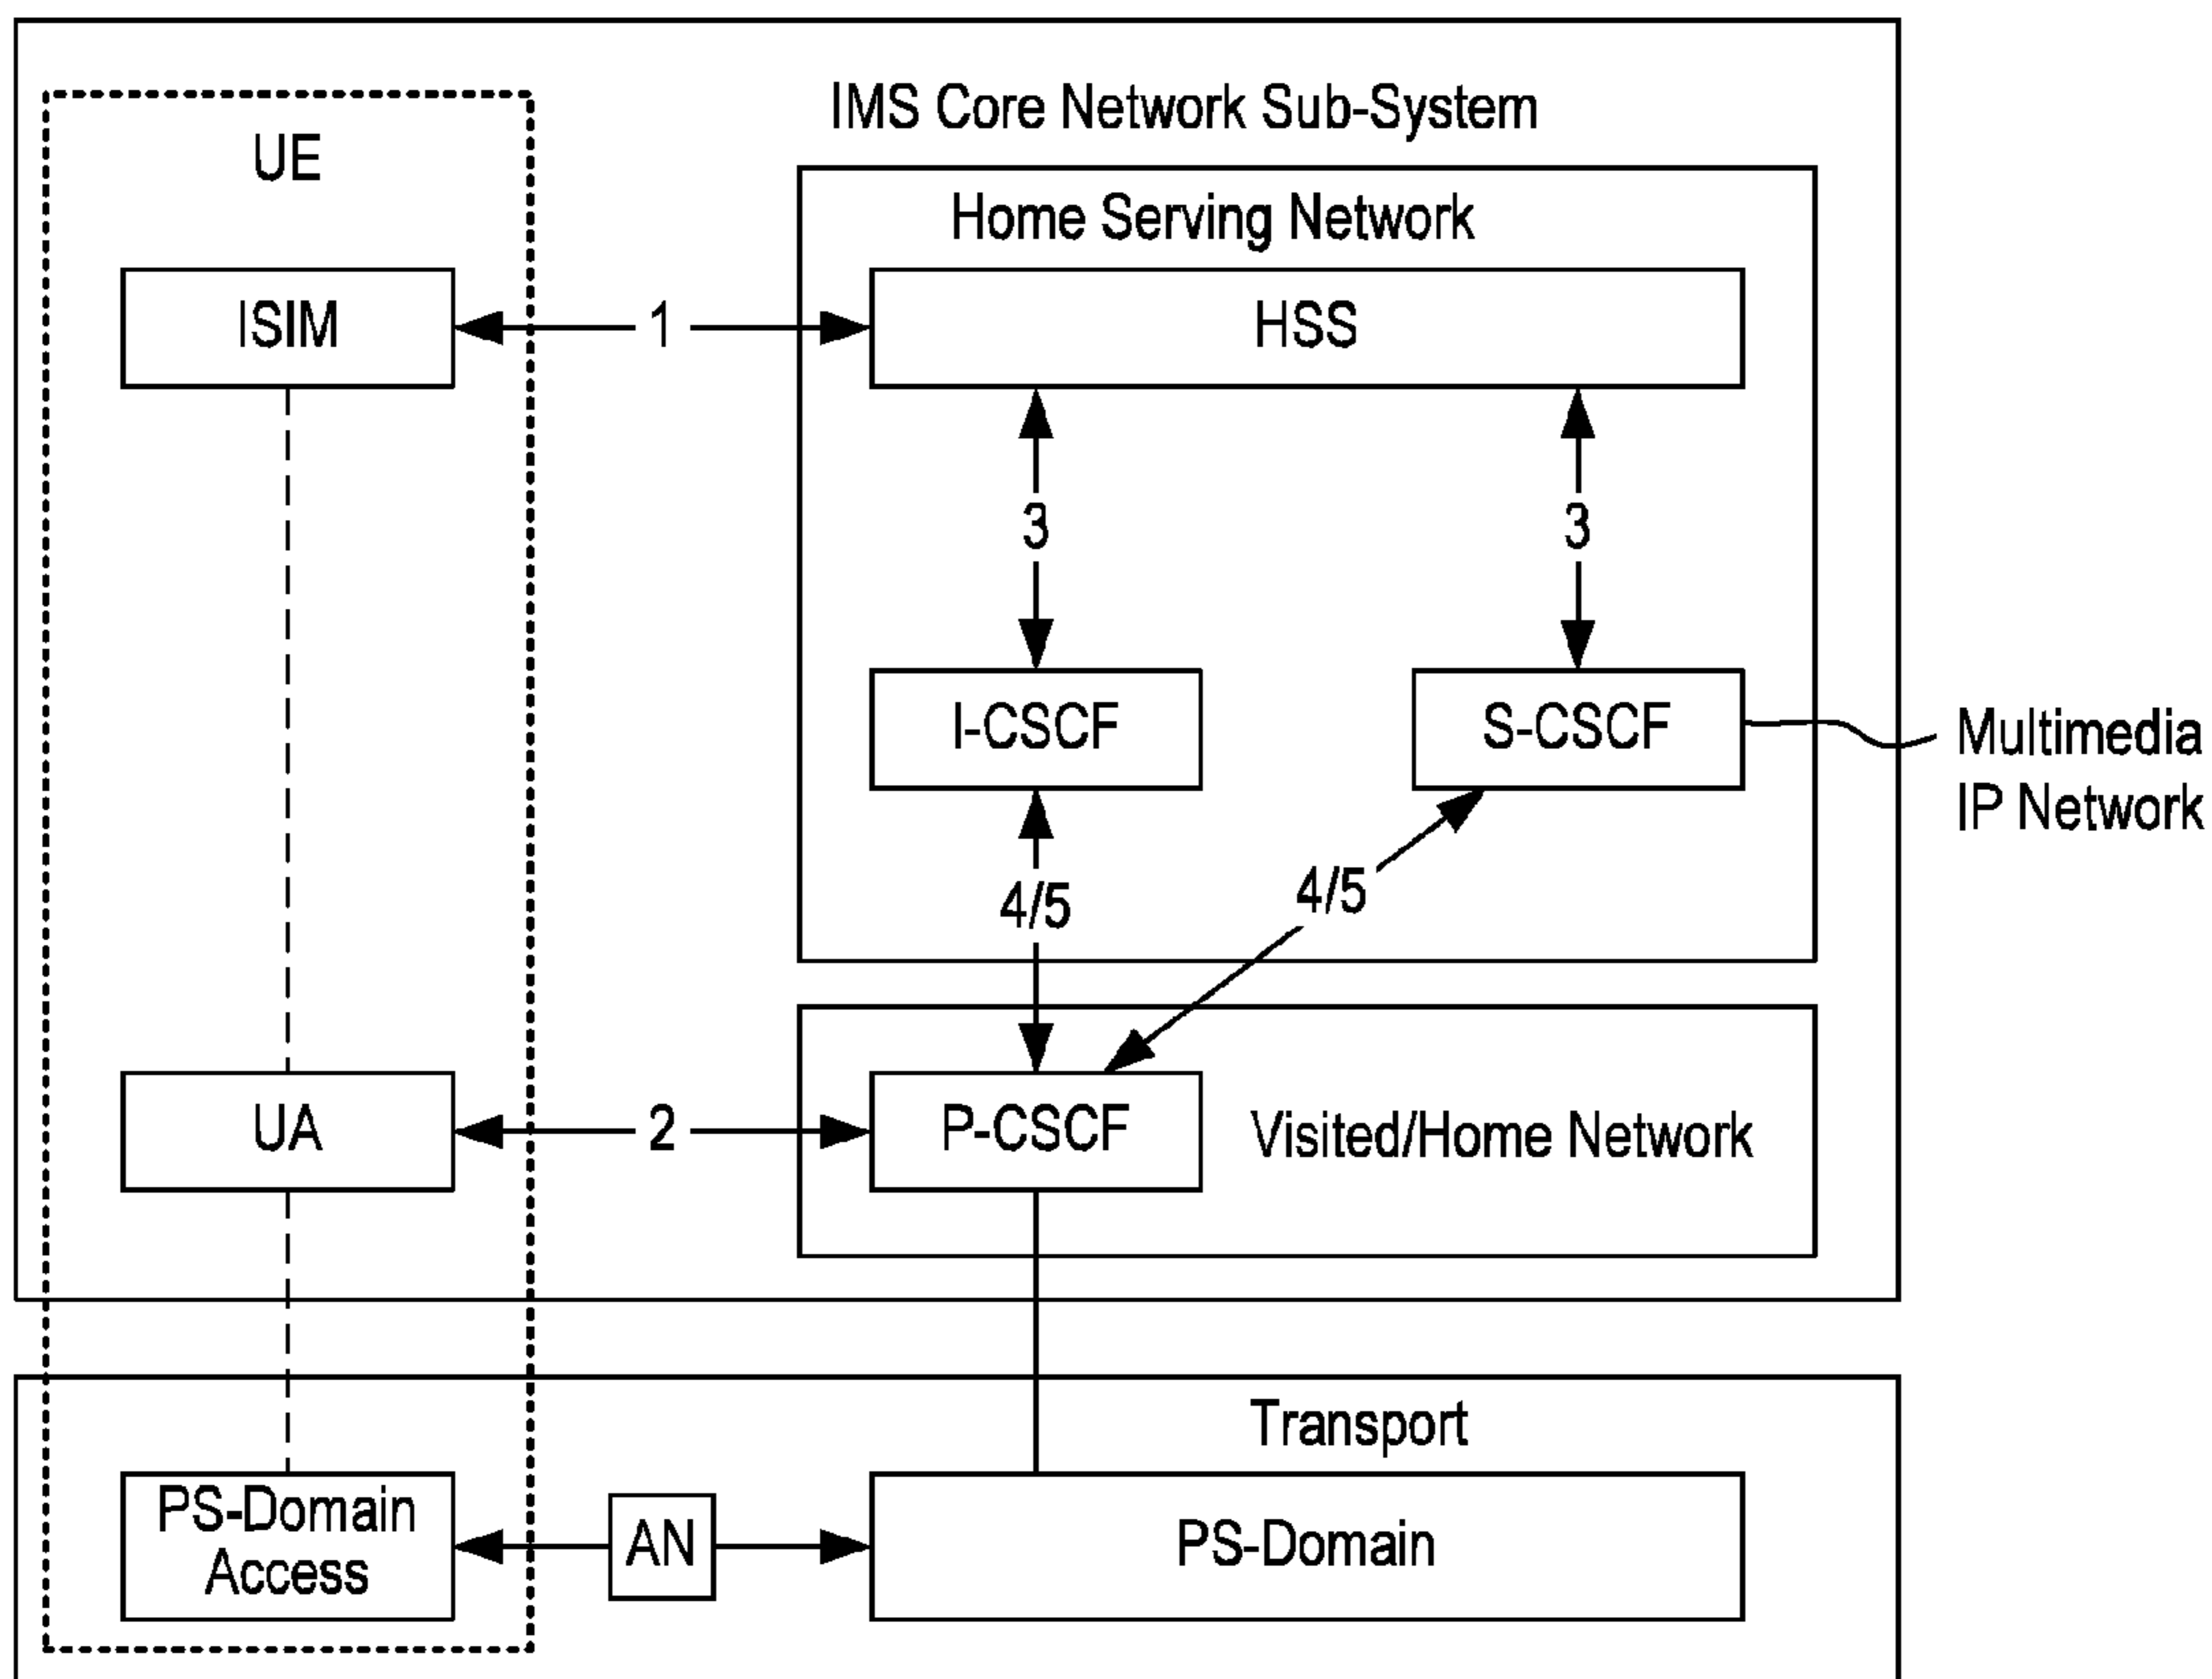 IMS Core Network Sub-System
UE
Home Serving Network
ISIM
1
HSS
3
3
I-CSCF
S-CSCF
Multimedia
IP Network
4/5
4/5
UA
2
P-CSCF
Visited/Home Network
Transport
PS-Domain
Access
AN
PS-Domain